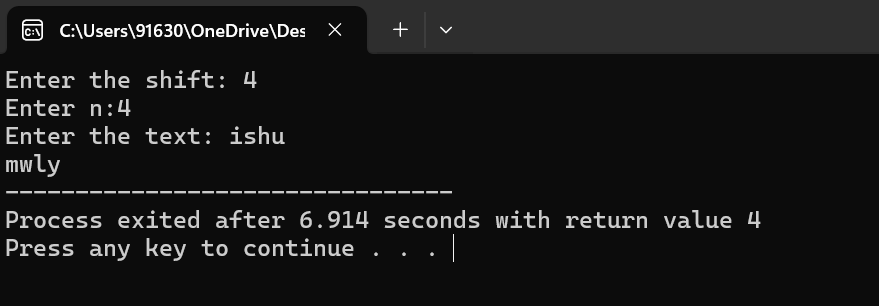 C:\Users\91630\OneDrive\Des
Enter the shift: 4
Enter n:4
Enter the text: ishu
mwly
--------------------------------
Process exited after 6.914 seconds with return value 4
Press any key to continue . . .